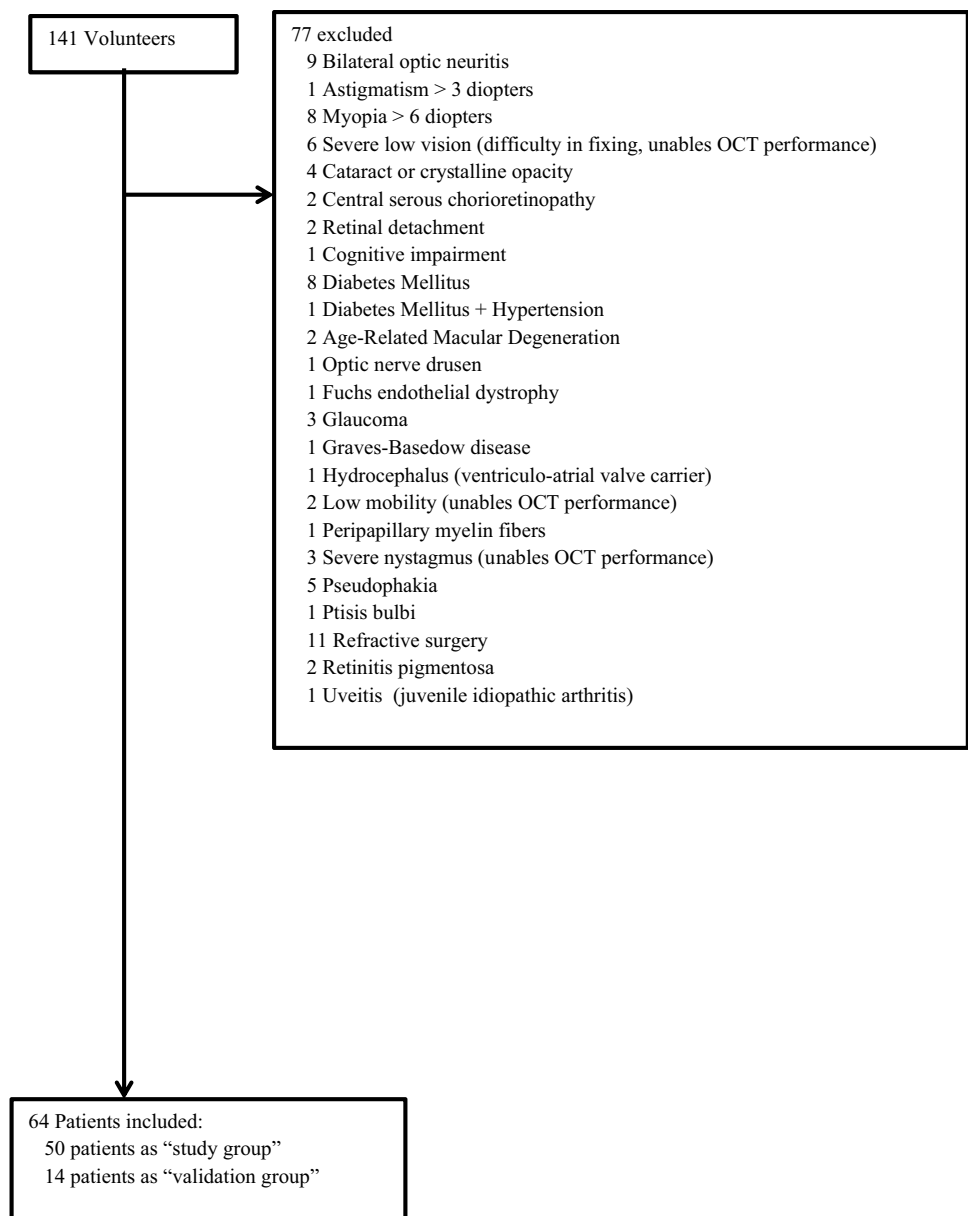 141 Volunteers
77 excluded
9 Bilateral optic neuritis
1 Astigmatism > 3 diopters
8 Myopia > 6 diopters
6 Severe low vision (difficulty in fixing, unables OCT performance)
4 Cataract or crystalline opacity
2 Central serous chorioretinopathy
2 Retinal detachment
1 Cognitive impairment
8 Diabetes Mellitus
1 Diabetes Mellitus + Hypertension
2 Age-Related Macular Degeneration
1 Optic nerve drusen
1 Fuchs endothelial dystrophy
3 Glaucoma
1 Graves-Basedow disease
1 Hydrocephalus (ventriculo-atrial valve carrier)
2 Low mobility (unables OCT performance)
1 Peripapillary myelin fibers
3 Severe nystagmus (unables OCT performance)
5 Pseudophakia
1 Ptisis bulbi
11 Refractive surgery
2 Retinitis pigmentosa
1 Uveitis (juvenile idiopathic arthritis)
64 Patients included:
50 patients as “study group”
14 patients as “validation group”